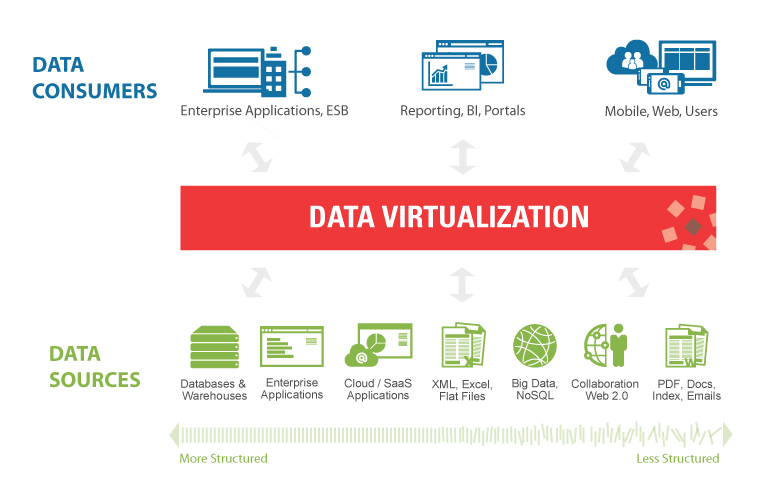 DATA
CONSUMERS
Enterprise Applications, ESB
Reporting, BI, Portals
Mobile, Web, Users
DATA VIRTUALIZATION
DATA
SOURCES
Databases &
Warehouses
Enterprise
Applications
Cloud / SaaS
Applications
XML, Excel,
Flat Files
Big Data,
NoSQL
Collaboration
Web 2.0
PDF, Docs,
Index, Emails
More Structured
Less Structured